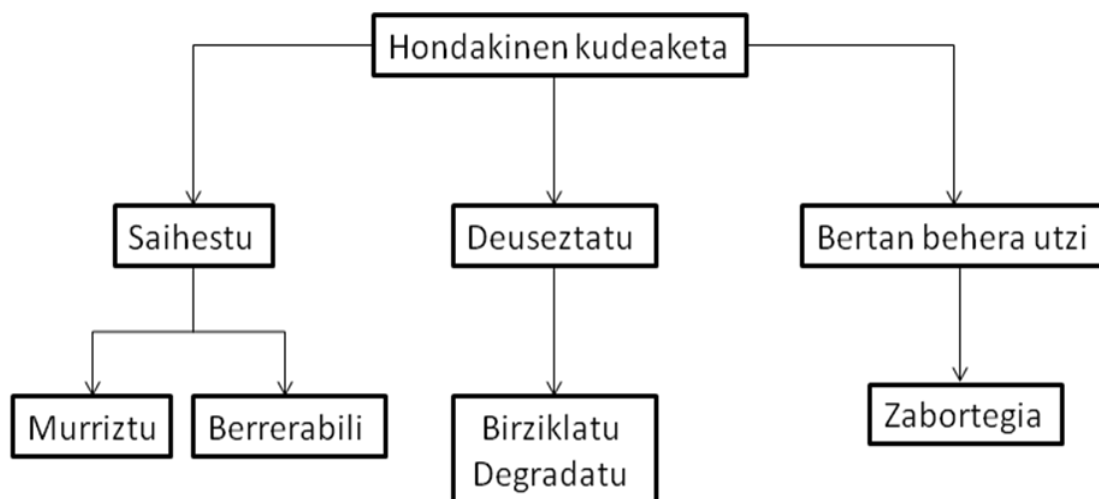 Hondakinen kudeaketa
Saihestu
Deuseztatu
Bertan behera utzi
Murriztu
Berrerabili
Birziklatu
Degradatu
Zabortegia